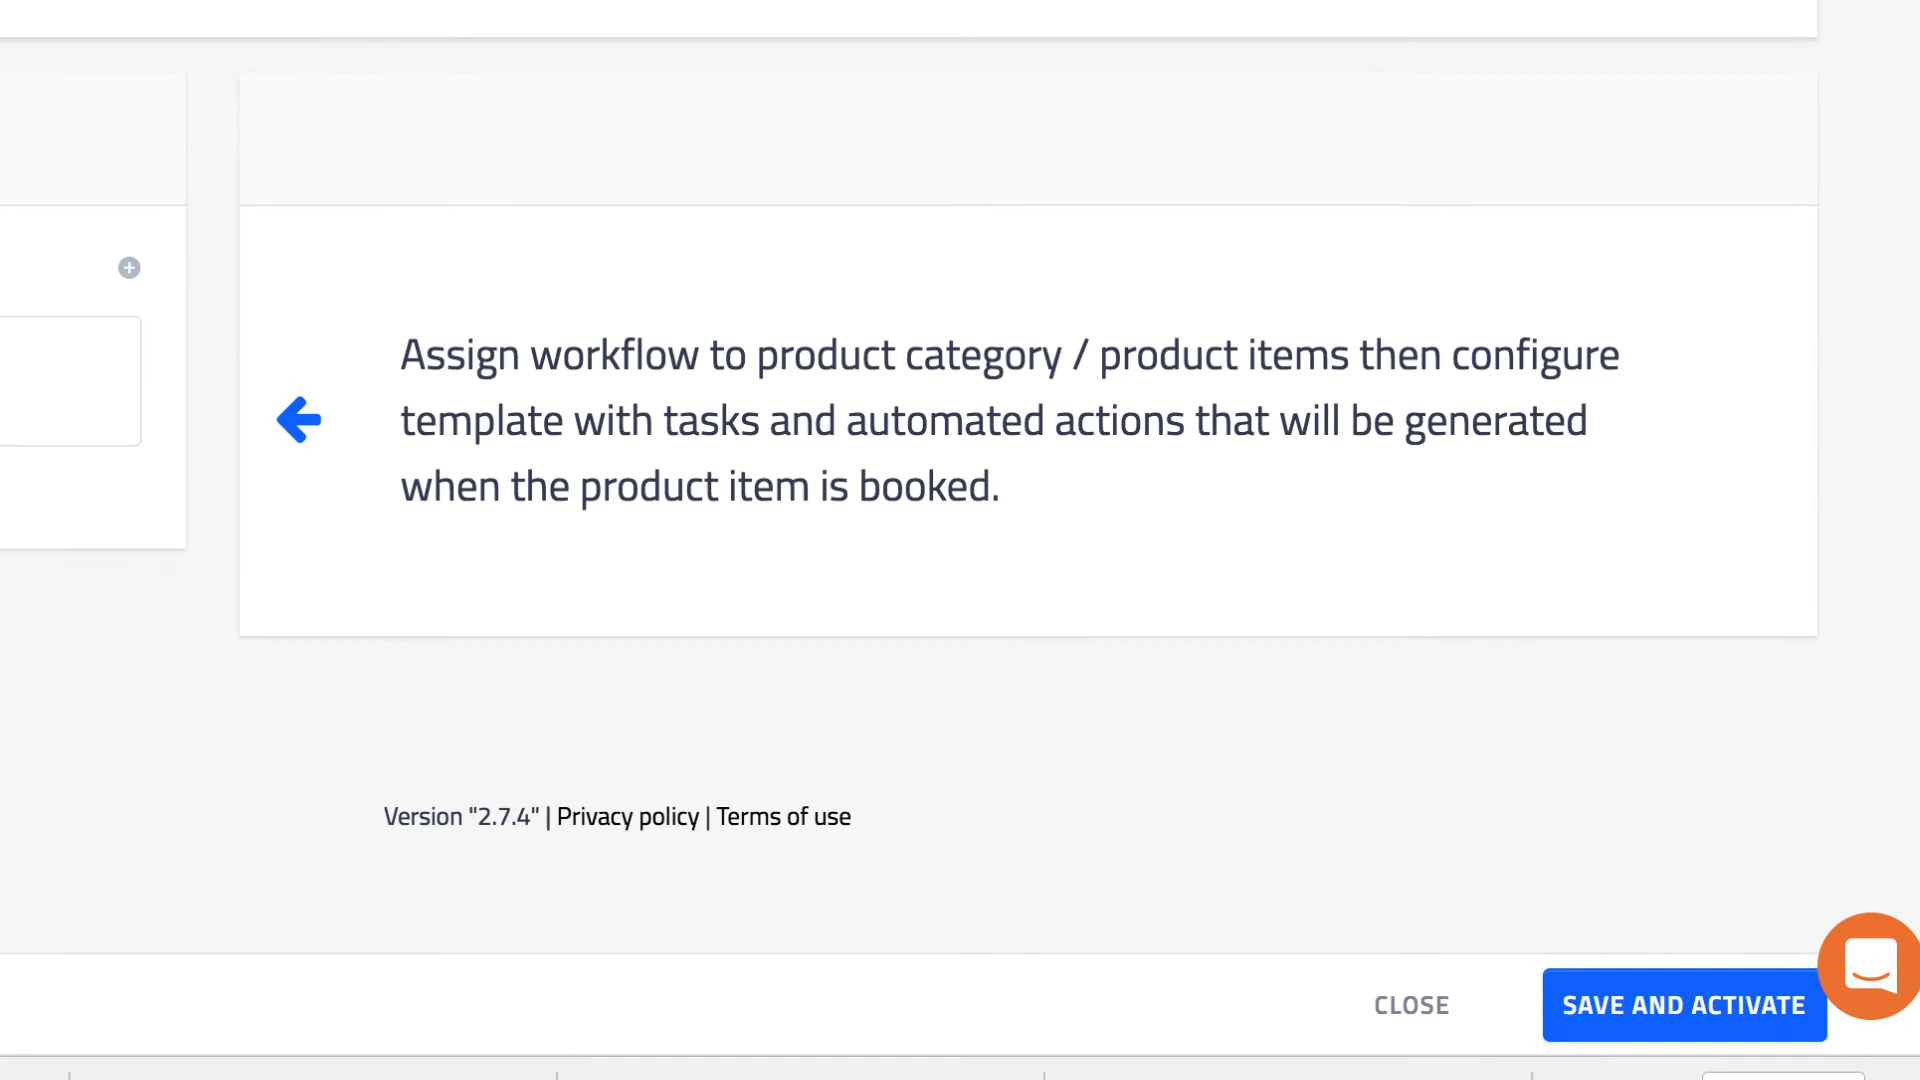 Assign workflow to product category / product items then configure
template with tasks and automated actions that will be generated
when the product item is booked.
Version "2.7.4" | Privacy policy | Terms of use
CLOSE
SAVE AND ACTIVATE